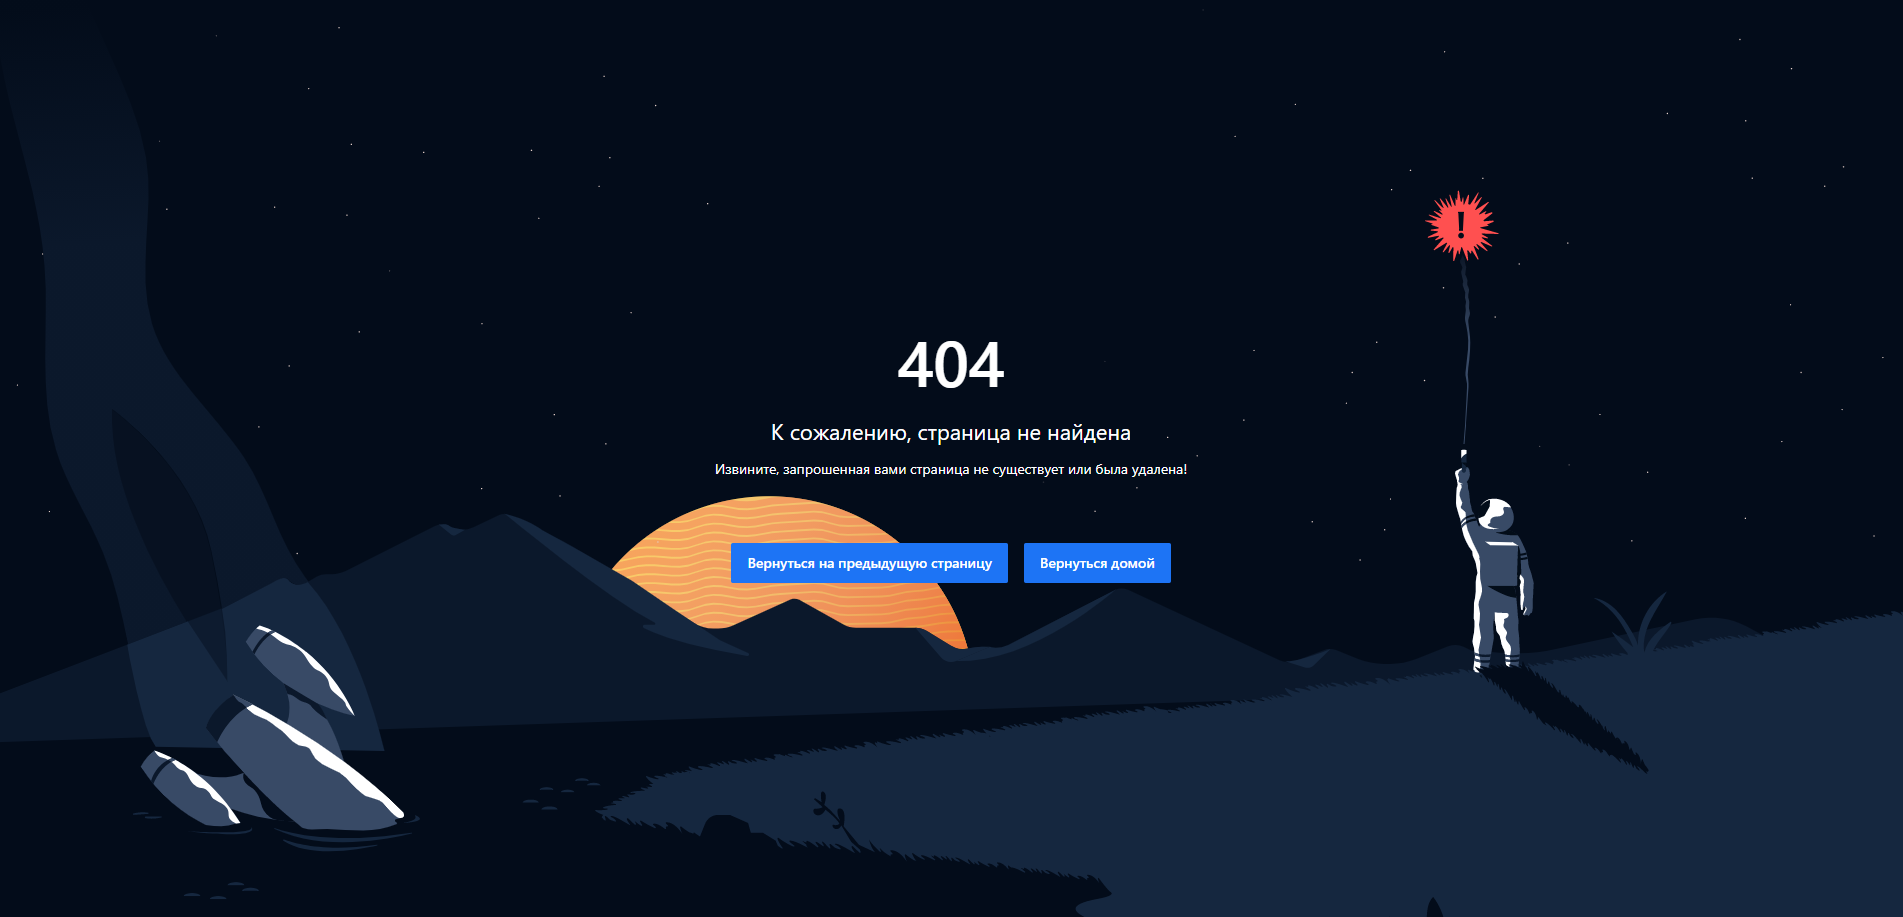 !
404
К сожалению, страница не найдена
Извините, запрошенная вами страница не существует или была удалена!
Вернуться на предыдущую страницу
Вернуться домой